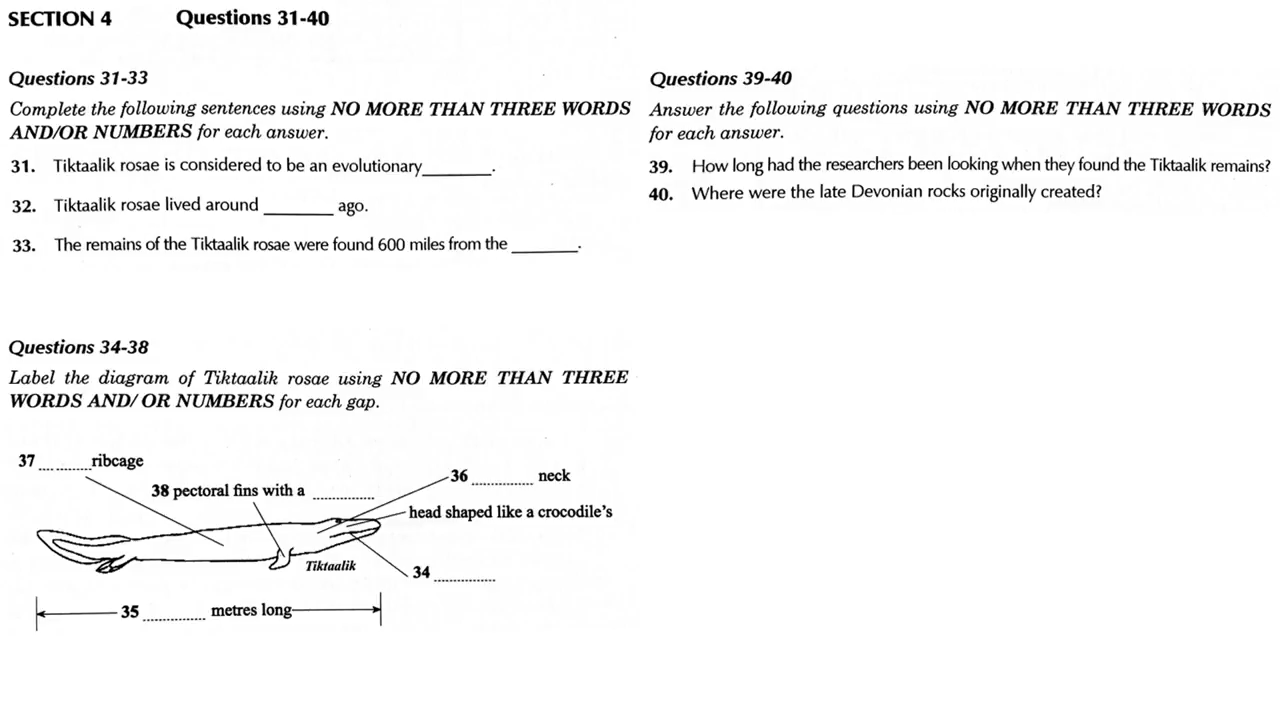 SECTION 4 Questions 31-40
Questions 31-33
Complete the following sentences using NO MORE THAN THREE WORDS
AND/OR NUMBERS for each answer.
31. Tiktaalik rosae is considered to be an evolutionary________.
32. Tiktaalik rosae lived around ________ ago.
33. The remains of the Tiktaalik rosae were found 600 miles from the ________.
Questions 34-38
Label the diagram of Tiktaalik rosae using NO MORE THAN THREE
WORDS AND/ OR NUMBERS for each gap.
37 ............ribcage
38 pectoral fins with a ............
36 ............ neck
head shaped like a crocodile's
Tiktaalik
34 ............
35 ............ metres long
Questions 39-40
Answer the following questions using NO MORE THAN THREE WORDS
for each answer.
39. How long had the researchers been looking when they found the Tiktaalik remains?
40. Where were the late Devonian rocks originally created?